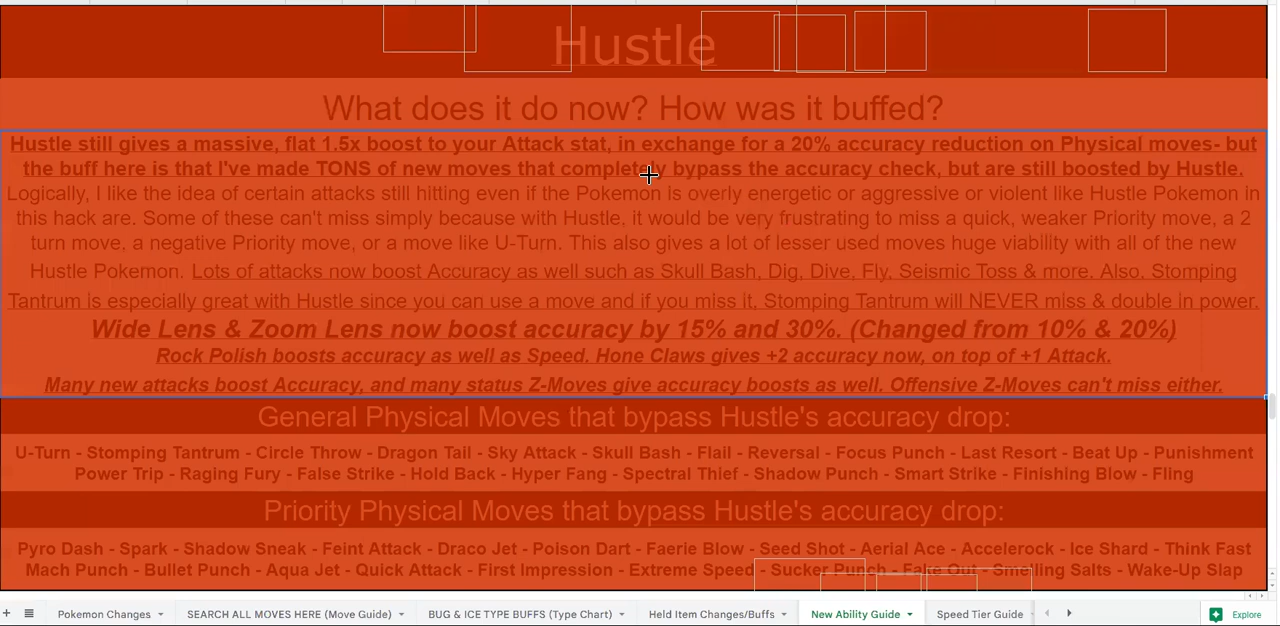 Hustle
What does it do now? How was it buffed?
Hustle still gives a massive, flat 1.5x boost to your Attack stat, in exchange for a 20% accuracy reduction on Physical moves- but
the buff here is that I've made TONS of new moves that completely bypass the accuracy check, but are still boosted by Hustle.
Logically, I like the idea of certain attacks still hitting even if the Pokemon is overly energetic or aggressive or violent like Hustle Pokemon in
this hack are. Some of these can't miss simply because with Hustle, it would be very frustrating to miss a quick, weaker Priority move, a 2
turn move, a negative Priority move, or a move like U-Turn. This also gives a lot of lesser used moves huge viability with all of the new
Hustle Pokemon. Lots of attacks now boost Accuracy as well such as Skull Bash, Dig, Dive, Fly, Seismic Toss & more. Also, Stomping
Tantrum is especially great with Hustle since you can use a move and if you miss it, Stomping Tantrum will NEVER miss & double in power.
Wide Lens & Zoom Lens now boost accuracy by 15% and 30%. (Changed from 10% & 20%)
Rock Polish boosts accuracy as well as Speed. Hone Claws gives +2 accuracy now, on top of +1 Attack.
Many new attacks boost Accuracy, and many status Z-Moves give accuracy boosts as well. Offensive Z-Moves can't miss either.
General Physical Moves that bypass Hustle's accuracy drop:
U-Turn - Stomping Tantrum - Circle Throw - Dragon Tail - Sky Attack - Skull Bash - Flail - Reversal - Focus Punch - Last Resort - Beat Up - Punishment
Power Trip - Raging Fury - False Strike - Hold Back - Hyper Fang - Spectral Thief - Shadow Punch - Smart Strike - Finishing Blow - Fling
Priority Physical Moves that bypass Hustle's accuracy drop:
Pyro Dash - Spark - Shadow Sneak - Feint Attack - Draco Jet - Poison Dart - Faerie Blow - Seed Shot - Aerial Ace - Accelerock - Ice Shard - Think Fast
Mach Punch - Bullet Punch - Aqua Jet - Quick Attack - First Impression - Extreme Speed - Sucker Punch - Fake Out - Smelling Salts - Wake-Up Slap
Pokemon Changes
SEARCH ALL MOVES HERE (Move Guide)
BUG & ICE TYPE BUFFS (Type Chart)
Held Item Changes/Buffs
New Ability Guide
Speed Tier Guide
Explore